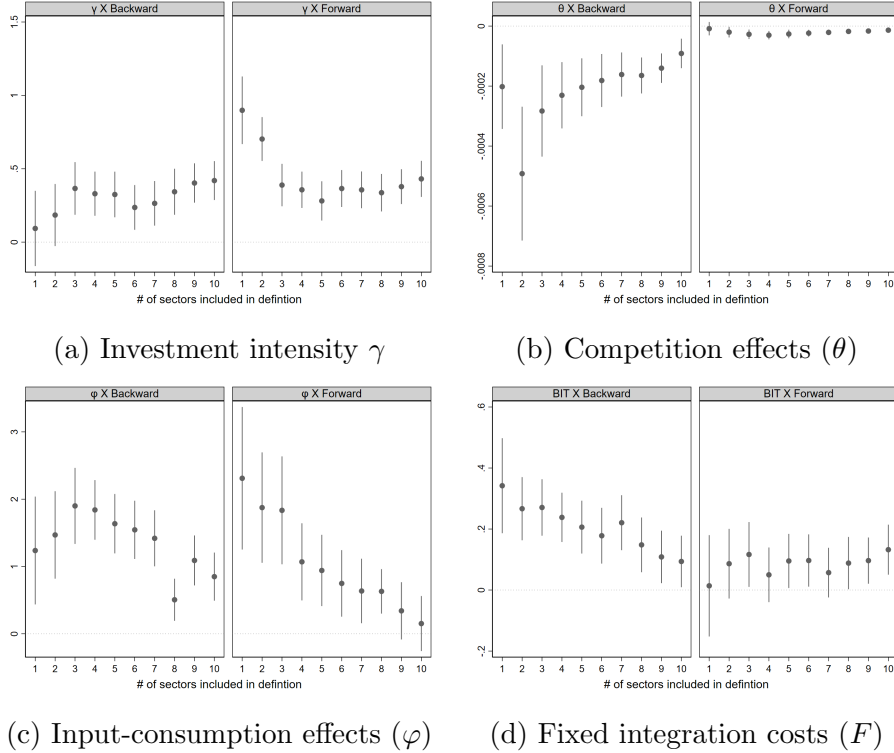 γ X Backward γ X Forward
0 .5 1 1.5
1 2 3 4 5 6 7 8 9 10 1 2 3 4 5 6 7 8 9 10
# of sectors included in defintion
(a) Investment intensity γ
θ X Backward θ X Forward
-.0008 -.0006 -.0004 -.0002 0
1 2 3 4 5 6 7 8 9 10 1 2 3 4 5 6 7 8 9 10
# of sectors included in defintion
(b) Competition effects (θ)
φ X Backward φ X Forward
0 1 2 3
1 2 3 4 5 6 7 8 9 10 1 2 3 4 5 6 7 8 9 10
# of sectors included in defintion
(c) Input-consumption effects (φ)
BIT X Backward BIT X Forward
-.2 0 .2 .4 .6
1 2 3 4 5 6 7 8 9 10 1 2 3 4 5 6 7 8 9 10
# of sectors included in defintion
(d) Fixed integration costs (F)